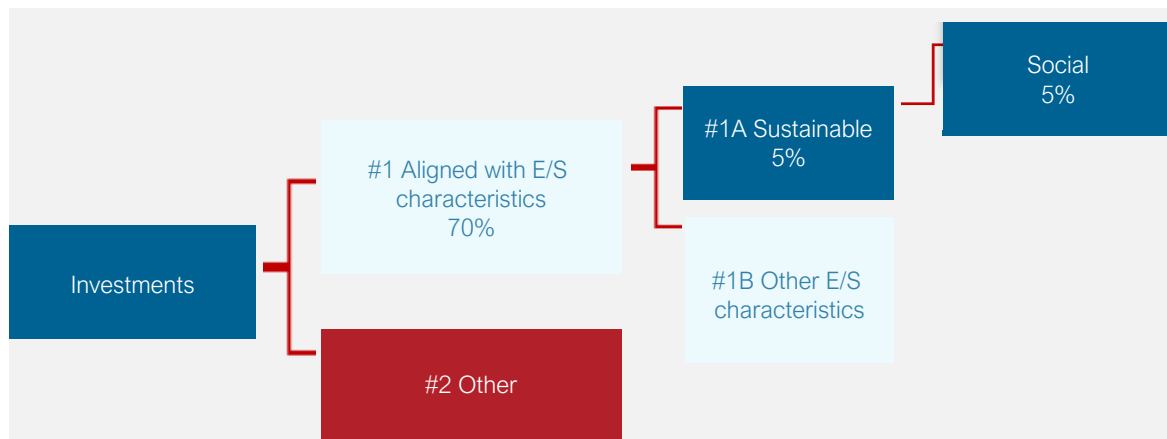 Social
5%
#1A Sustainable
5%
#1 Aligned with E/S
characteristics
70%
Investments
#1B Other E/S
characteristics
#2 Other